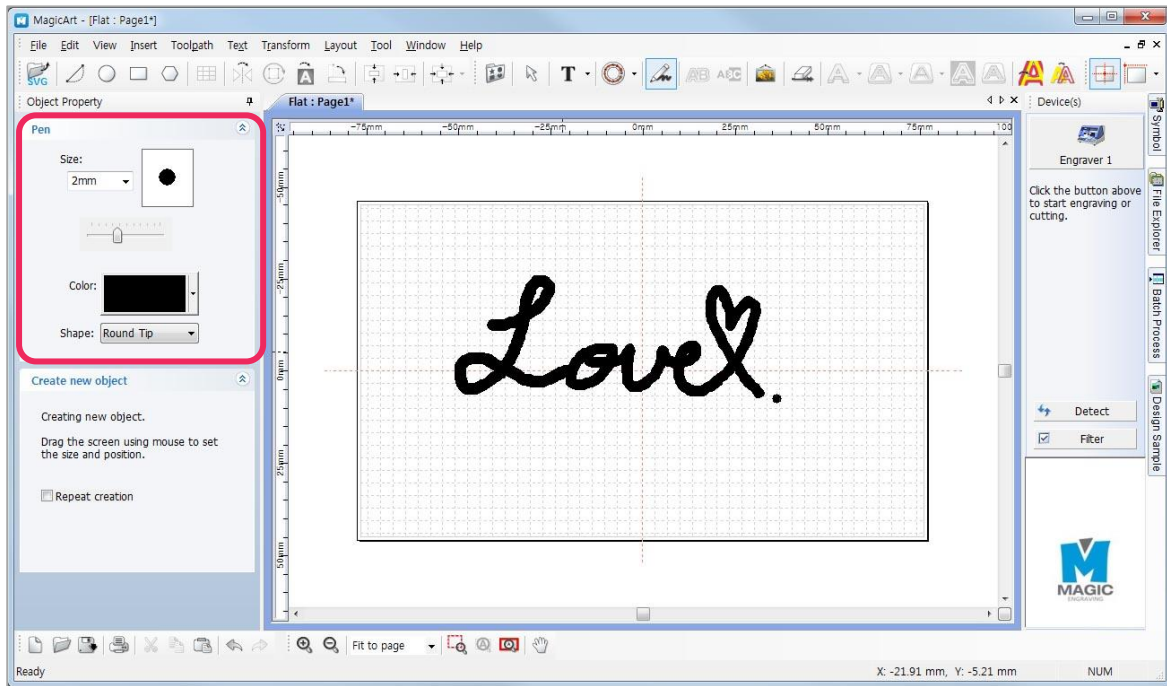 MagicArt - [Flat : Page1*]
File Edit View Insert Toolpath Text Transform Layout Tool Window Help
SVG
Object Property
Flat : Page1*
Device(s)
Pen
Size:
2mm
Color:
Shape: Round Tip
Create new object
Creating new object.
Drag the screen using mouse to set
the size and position.
Repeat creation
-75mm -50mm -25mm 0mm 25mm 50mm 75mm 100
-50mm
-25mm
0mm
25mm
50mm
Love.
Engraver 1
Click the button above
to start engraving or
cutting.
Detect
Filter
MAGIC
ENGRAVING
Symbol
File Explorer
Batch Process
Design Sample
Fit to page
Ready
X: -21.91 mm, Y: -5.21 mm
NUM